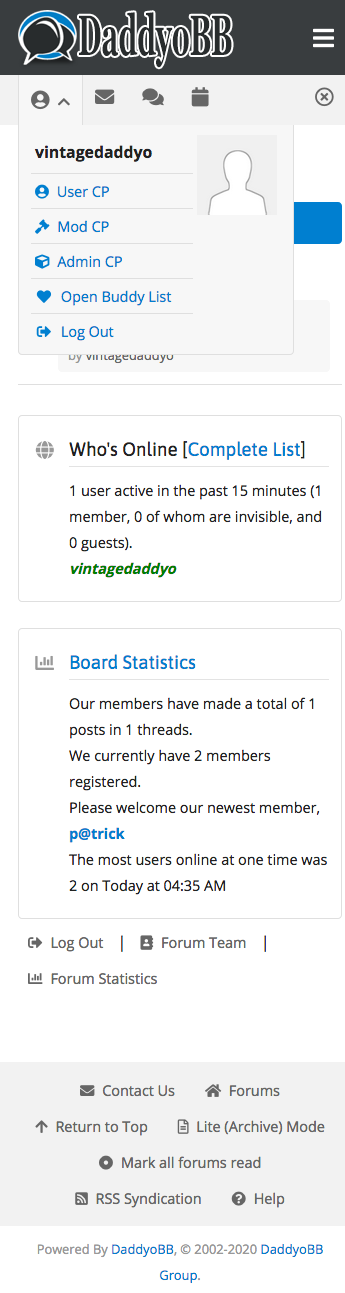 DaddyoBB
vintagedaddyo
User CP
Mod CP
Admin CP
Open Buddy List
Log Out
by vintagedaddyo
Who's Online [Complete List]
1 user active in the past 15 minutes (1
member, 0 of whom are invisible, and
0 guests).
vintagedaddyo
Board Statistics
Our members have made a total of 1
posts in 1 threads.
We currently have 2 members
registered.
Please welcome our newest member,
p@trick
The most users online at one time was
2 on Today at 04:35 AM
Log Out | Forum Team |
Forum Statistics
Contact Us Forums
Return to Top Lite (Archive) Mode
Mark all forums read
RSS Syndication Help
Powered By DaddyoBB, © 2002-2020 DaddyoBB
Group.